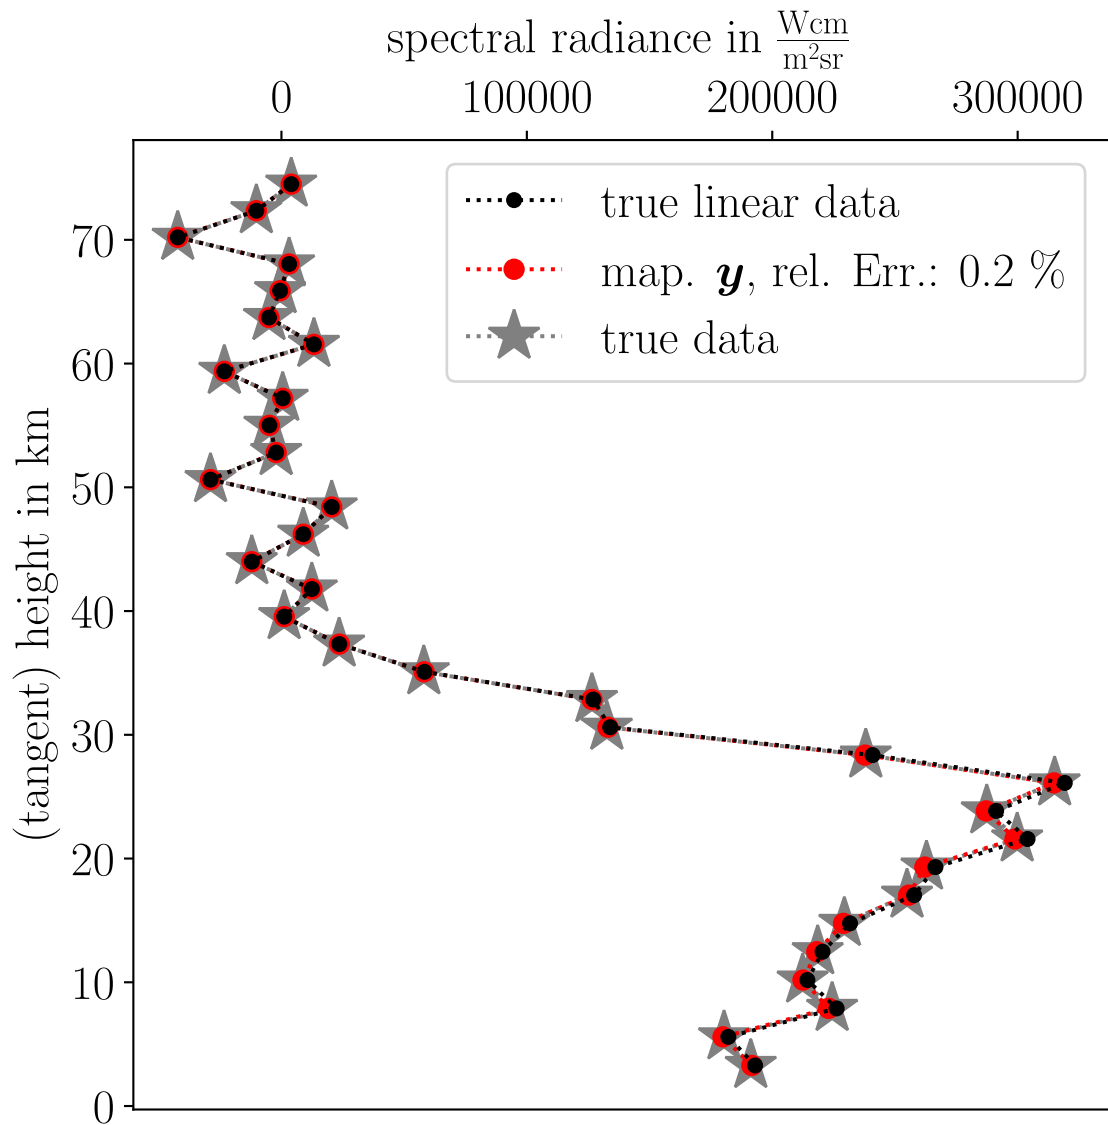 spectral radiance in Wcm/m²sr
0 100000 200000 300000
true linear data
map. y, rel. Err.: 0.2 %
true data
(tangent) height in km
70
60
50
40
30
20
10
0